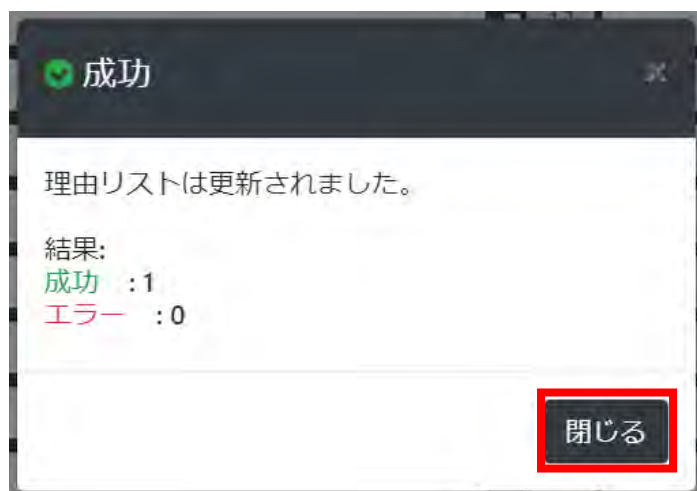 成功
理由リストは更新されました。
結果:
成功 :1
エラー :0
閉じる